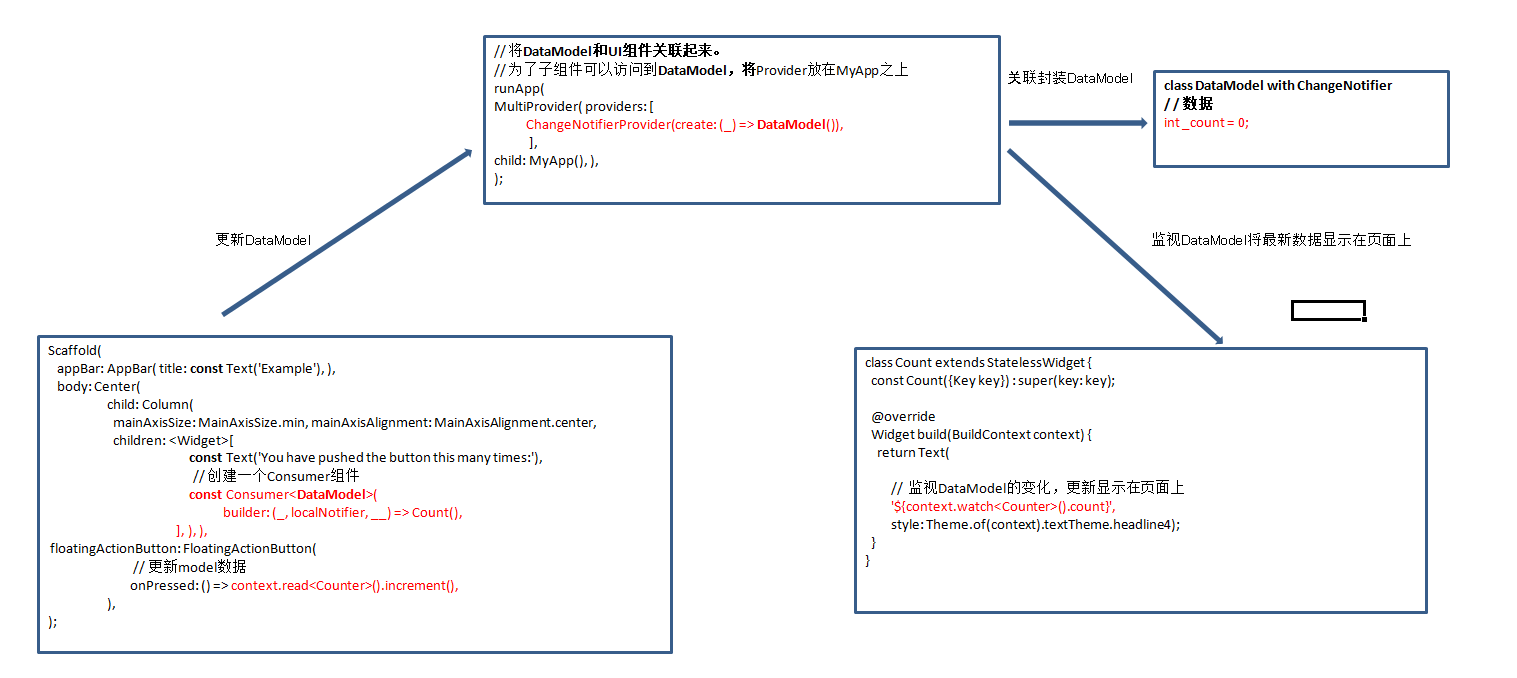 // 将DataModel和UI组件关联起来。
// 为了子组件可以访问到DataModel，将Provider放在MyApp之上
runApp(
MultiProvider( providers: [
ChangeNotifierProvider(create: (_) => DataModel()),
],
child: MyApp(), ),
);
关联封装DataModel
class DataModel with ChangeNotifier
// 数据
int _count = 0;
更新DataModel
监视DataModel将最新数据显示在页面上
Scaffold(
appBar: AppBar( title: const Text('Example'), ),
body: Center(
child: Column(
mainAxisSize: MainAxisSize.min, mainAxisAlignment: MainAxisAlignment.center,
children: <Widget>[
const Text('You have pushed the button this many times:'),
// 创建一个Consumer组件
const Consumer<DataModel>(
builder: (_, localNotifier, __) => Count(),
], ), ),
floatingActionButton: FloatingActionButton(
// 更新model数据
onPressed: () => context.read<Counter>().increment(),
),
);
class Count extends StatelessWidget {
const Count({Key key}) : super(key: key);
@override
Widget build(BuildContext context) {
return Text(
// 监视DataModel的变化，更新显示在页面上
'${context.watch<Counter>().count}',
style: Theme.of(context).textTheme.headline4);
}
}